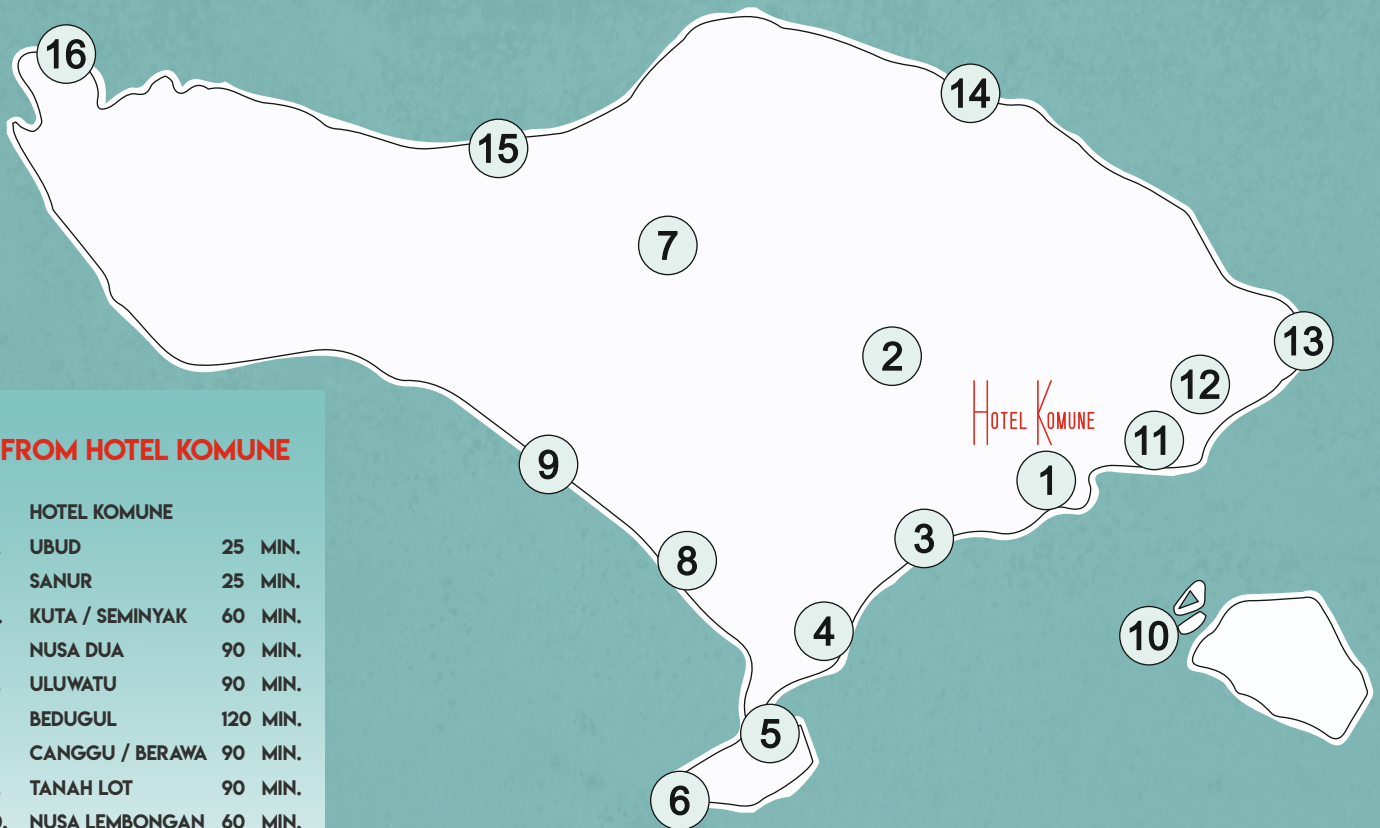 16
14
15
7
13
2
12
HOTEL KOMUNE
11
9
1
3
8
4
10
5
6
FROM HOTEL KOMUNE
HOTEL KOMUNE
UBUD 25 MIN.
SANUR 25 MIN.
KUTA / SEMINYAK 60 MIN.
NUSA DUA 90 MIN.
ULUWATU 90 MIN.
BEDUGUL 120 MIN.
CANGGU / BERAWA 90 MIN.
TANAH LOT 90 MIN.
NUSA LEMBONGAN 60 MIN.